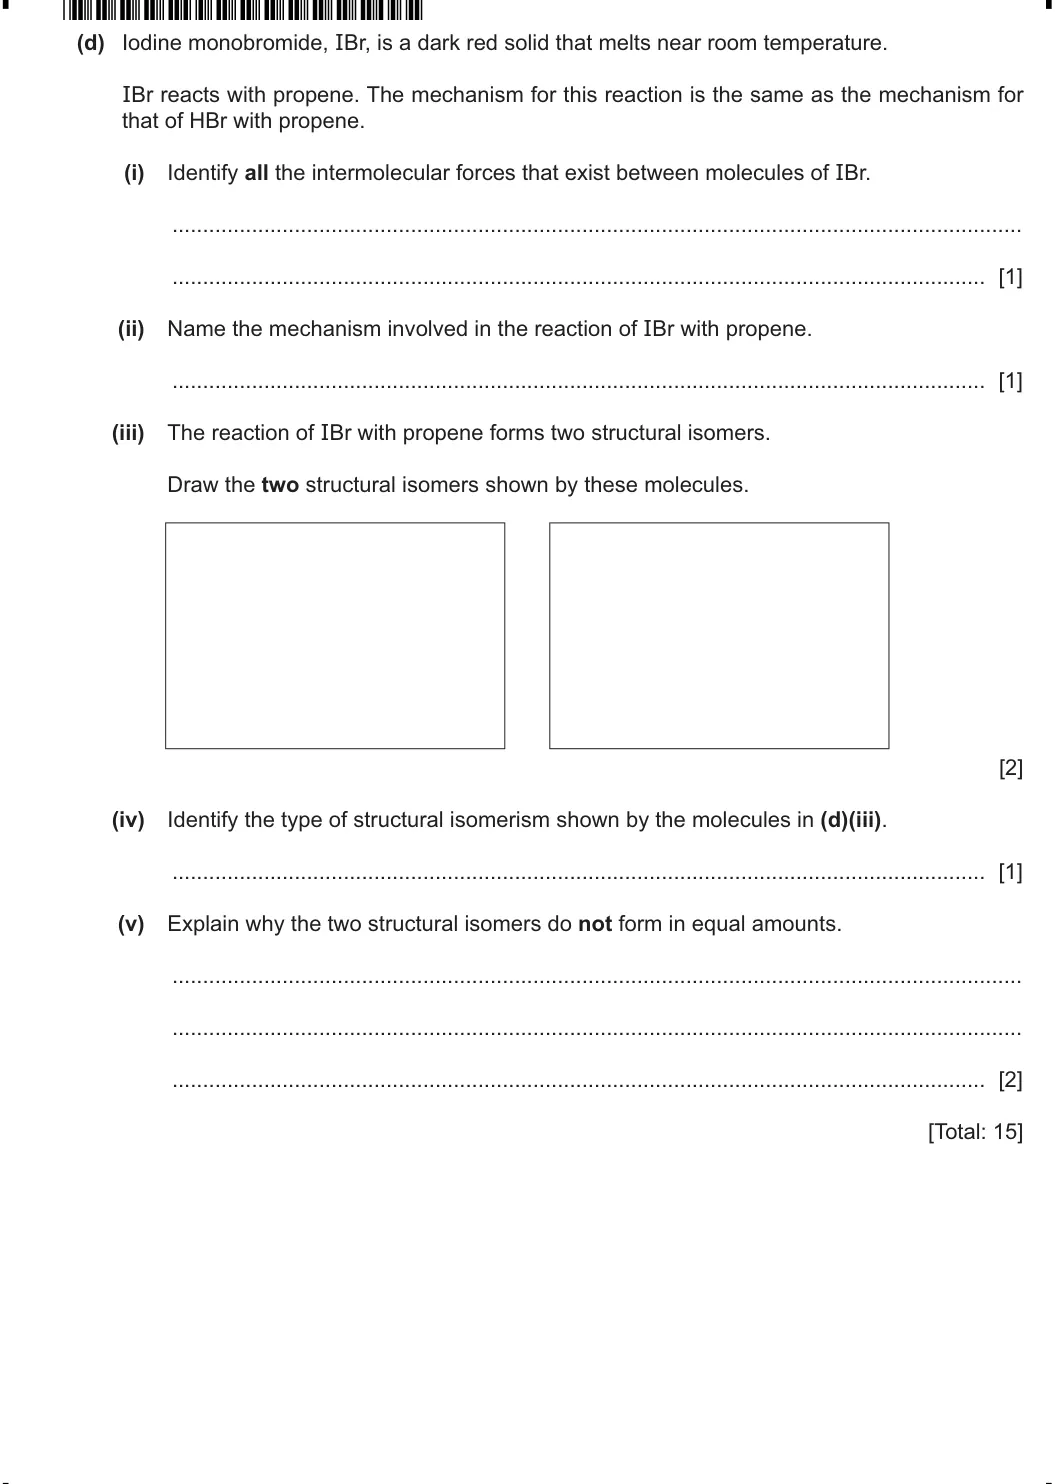 (d) Iodine monobromide, IBr, is a dark red solid that melts near room temperature.
IBr reacts with propene. The mechanism for this reaction is the same as the mechanism for
that of HBr with propene.
(i) Identify all the intermolecular forces that exist between molecules of IBr.
..........................................................................................................................................
.................................................................................................................................... [1]
(ii) Name the mechanism involved in the reaction of IBr with propene.
.................................................................................................................................... [1]
(iii) The reaction of IBr with propene forms two structural isomers.
Draw the two structural isomers shown by these molecules.
[2]
(iv) Identify the type of structural isomerism shown by the molecules in (d)(iii).
.................................................................................................................................... [1]
(v) Explain why the two structural isomers do not form in equal amounts.
..........................................................................................................................................
..........................................................................................................................................
.................................................................................................................................... [2]
[Total: 15]